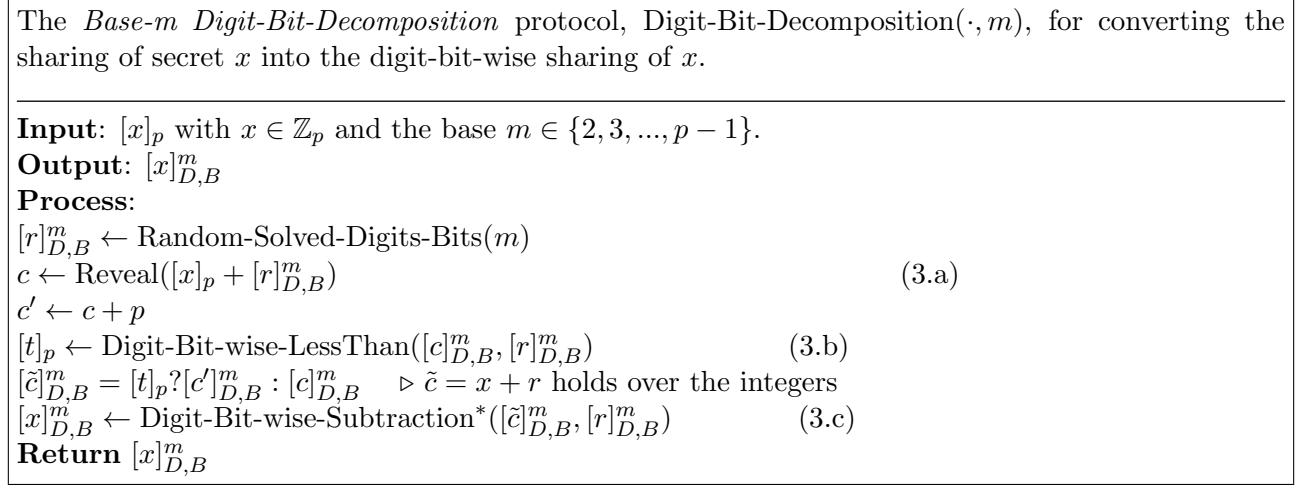 The Base-m Digit-Bit-Decomposition protocol, Digit-Bit-Decomposition(·, m), for converting the
sharing of secret x into the digit-bit-wise sharing of x.
Input: [x]_p with x ∈ ℤ_p and the base m ∈ {2, 3, ..., p − 1}.
Output: [x]^m_{D,B}
Process:
[r]^m_{D,B} ← Random-Solved-Digits-Bits(m)
c ← Reveal([x]_p + [r]^m_{D,B}) (3.a)
c′ ← c + p
[t]_p ← Digit-Bit-wise-LessThan([c]^m_{D,B}, [r]^m_{D,B}) (3.b)
[c̃]^m_{D,B} = [t]_p?[c′]^m_{D,B} : [c]^m_{D,B} ▷ c̃ = x + r holds over the integers
[x]^m_{D,B} ← Digit-Bit-wise-Subtraction*([c̃]^m_{D,B}, [r]^m_{D,B}) (3.c)
Return [x]^m_{D,B}